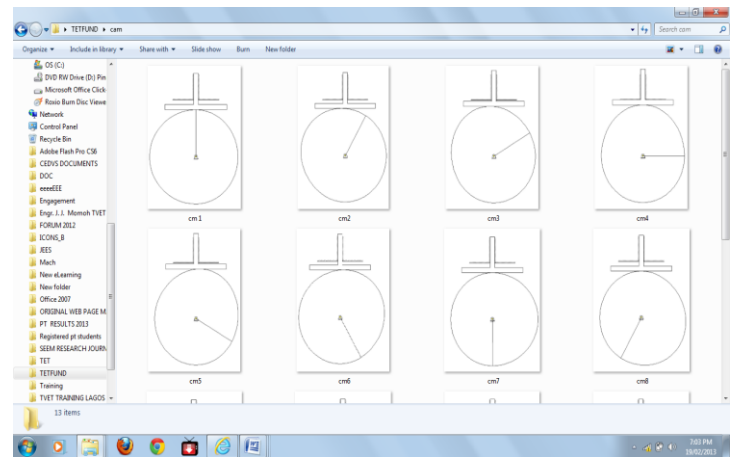 TETFUND ▸ cam
Search cam
Organize
Include in library
Share with
Slide show
Burn
New folder
OS (C:)
DVD RW Drive (D:) Pin
Microsoft Office Click
Roxio Burn Disc Viewe
Network
Control Panel
Recycle Bin
Adobe Flash Pro CS6
CEDVS DOCUMENTS
DOC
eeeeEEE
Engagement
Engr. J. J. Momoh TVET
FORUM 2012
ICONS_B
JEES
Mach
New eLearning
New folder
Office 2007
ORIGINAL WEB PAGE M
PT RESULTS 2013
Registered pt students
SEEM RESEARCH JOURN
TET
TETFUND
Training
TVET TRAINING LAGOS
cm1
cm2
cm3
cm4
cm5
cm6
cm7
cm8
13 items
3:03 PM
19/02/2013